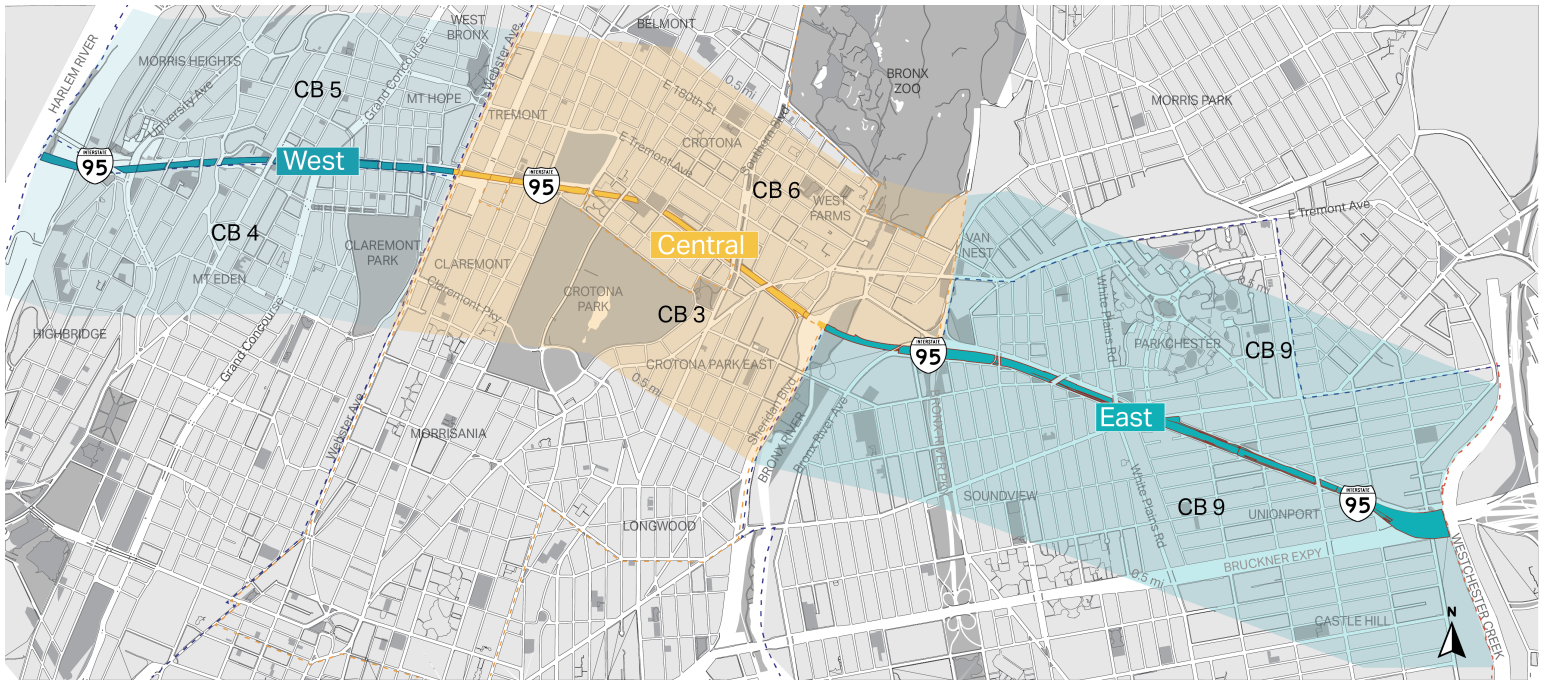 HARLEM RIVER
MORRIS HEIGHTS
University Ave
CB 5
Grand Concourse
WEST
BRONX
MT HOPE
Webster Ave
BELMONT
0.5 mi
E 180th St
TREMONT
E Tremont Ave
CROTONA
Southern Blvd
BRONX
ZOO
MORRIS PARK
INTERSTATE
95
West
INTERSTATE
95
CB 6
WEST
FARMS
CB 4
CLAREMONT
PARK
MT EDEN
CLAREMONT
Claremont Pky
Central
VAN
NEST
E Tremont Ave
0.5 mi
CROTONA
PARK
CB 3
HIGHBRIDGE
Grand Concourse
CROTONA PARK EAST
0.5 mi
INTERSTATE
95
White Plains Rd
PARKCHESTER
CB 9
Webster Ave
MORRISANIA
Sheridan Blvd
BRONX RIVER
Bronx River Ave
East
White Plains Rd
SOUNDVIEW
CB 9
UNIONPORT
INTERSTATE
95
LONGWOOD
BRUCKNER EXPY
0.5 mi
CASTLE HILL
WESTCHESTER CREEK
N